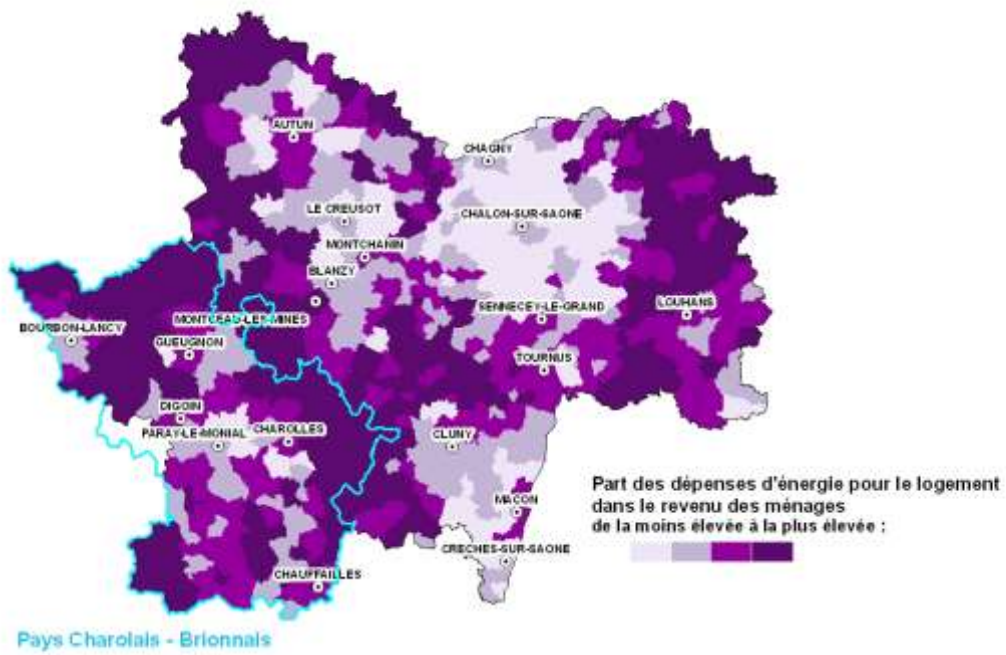 AUTUN
CHAGNY
LE CREUSOT
CHALON-SUR-SAONE
MONTCHANIN
BLANZY
SENNECEY-LE-GRAND
LOUHANS
MONTCEAU-LES-MINES
BOURBON-LANCY
GUEUGNON
TOURNUS
DIGOIN
PARAY-LE-MONIAL
CHAROLLES
CLUNY
MACON
CRECHES-SUR-SAONE
CHAUFFAILLES
Part des dépenses d'énergie pour le logement
dans le revenu des ménages
de la moins élevée à la plus élevée :
Pays Charolais - Brionnais